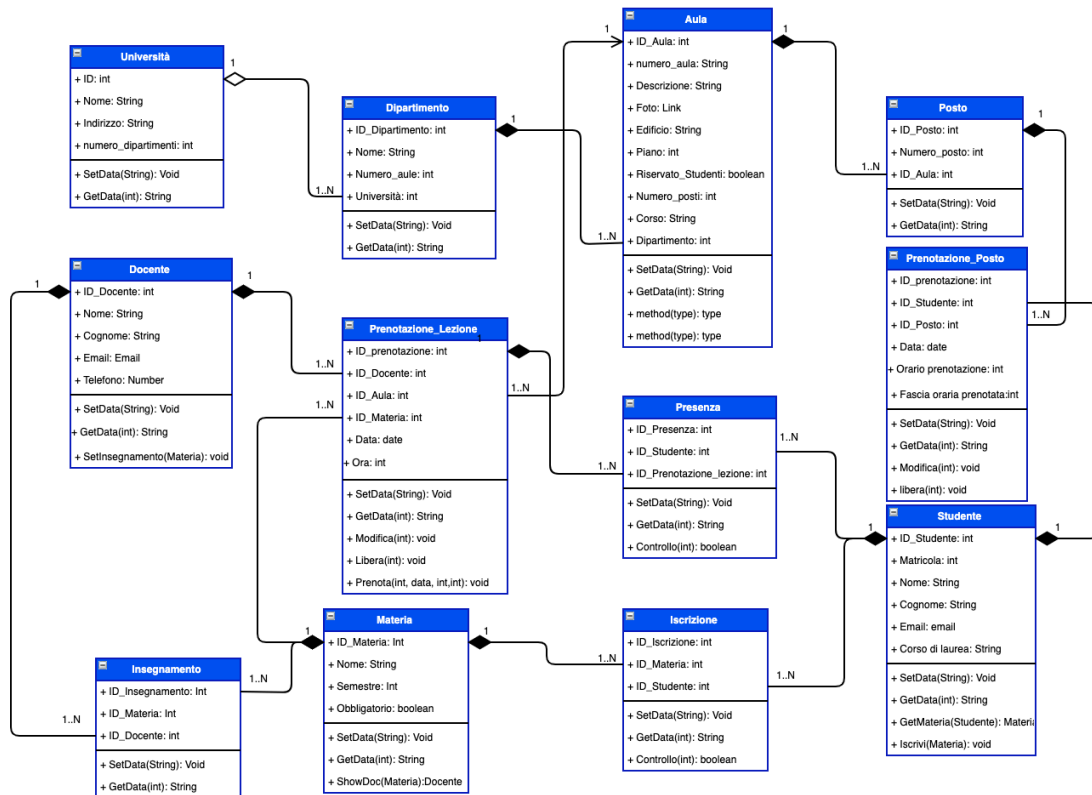 Università
+ ID: int
+ Nome: String
+ Indirizzo: String
+ numero_dipartimenti: int
+ SetData(String): Void
+ GetData(int): String
1
1..N
Dipartimento
+ ID_Dipartimento: int
+ Nome: String
+ Numero_aule: int
+ Università: int
+ SetData(String): Void
+ GetData(int): String
1
1..N
Aula
+ ID_Aula: int
+ numero_aula: String
+ Descrizione: String
+ Foto: Link
+ Edificio: String
+ Piano: int
+ Riservato_Studenti: boolean
+ Numero_posti: int
+ Corso: String
+ Dipartimento: int
+ SetData(String): Void
+ GetData(int): String
+ method(type): type
+ method(type): type
1
1
1..N
Posto
+ ID_Posto: int
+ Numero_posto: int
+ ID_Aula: int
+ SetData(String): Void
+ GetData(int): String
1
1..N
Prenotazione_Posto
+ ID_prenotazione: int
+ ID_Studente: int
+ ID_Posto: int
+ Data: date
+ Orario prenotazione: int
+ Fascia oraria prenotata:int
+ SetData(String): Void
+ GetData(int): String
+ Modifica(int): void
+ libera(int): void
Docente
+ ID_Docente: int
+ Nome: String
+ Cognome: String
+ Email: Email
+ Telefono: Number
+ SetData(String): Void
+ GetData(int): String
+ SetInsegnamento(Materia): void
1
1
1..N
1..N
Prenotazione_Lezione
1
+ ID_prenotazione: int
+ ID_Docente: int
+ ID_Aula: int
+ ID_Materia: int
+ Data: date
+ Ora: int
+ SetData(String): Void
+ GetData(int): String
+ Modifica(int): void
+ Libera(int): void
+ Prenota(int, data, int,int): void
1..N
1..N
Presenza
+ ID_Presenza: int
+ ID_Studente: int
+ ID_Prenotazione_lezione: int
+ SetData(String): Void
+ GetData(int): String
+ Controllo(int): boolean
1..N
Studente
+ ID_Studente: int
+ Matricola: int
+ Nome: String
+ Cognome: String
+ Email: email
+ Corso di laurea: String
+ SetData(String): Void
+ GetData(int): String
+ GetMateria(Studente): Materia
+ Iscrivi(Materia): void
1
1
Insegnamento
+ ID_Insegnamento: Int
+ ID_Materia: Int
+ ID_Docente: int
+ SetData(String): Void
+ GetData(int): String
1..N
1..N
Materia
+ ID_Materia: Int
+ Nome: String
+ Semestre: Int
+ Obbligatorio: boolean
+ SetData(String): Void
+ GetData(int): String
+ ShowDoc(Materia):Docente
1
1
1..N
Iscrizione
+ ID_Iscrizione: int
+ ID_Materia: int
+ ID_Studente: int
+ SetData(String): Void
+ GetData(int): String
+ Controllo(int): boolean
1..N